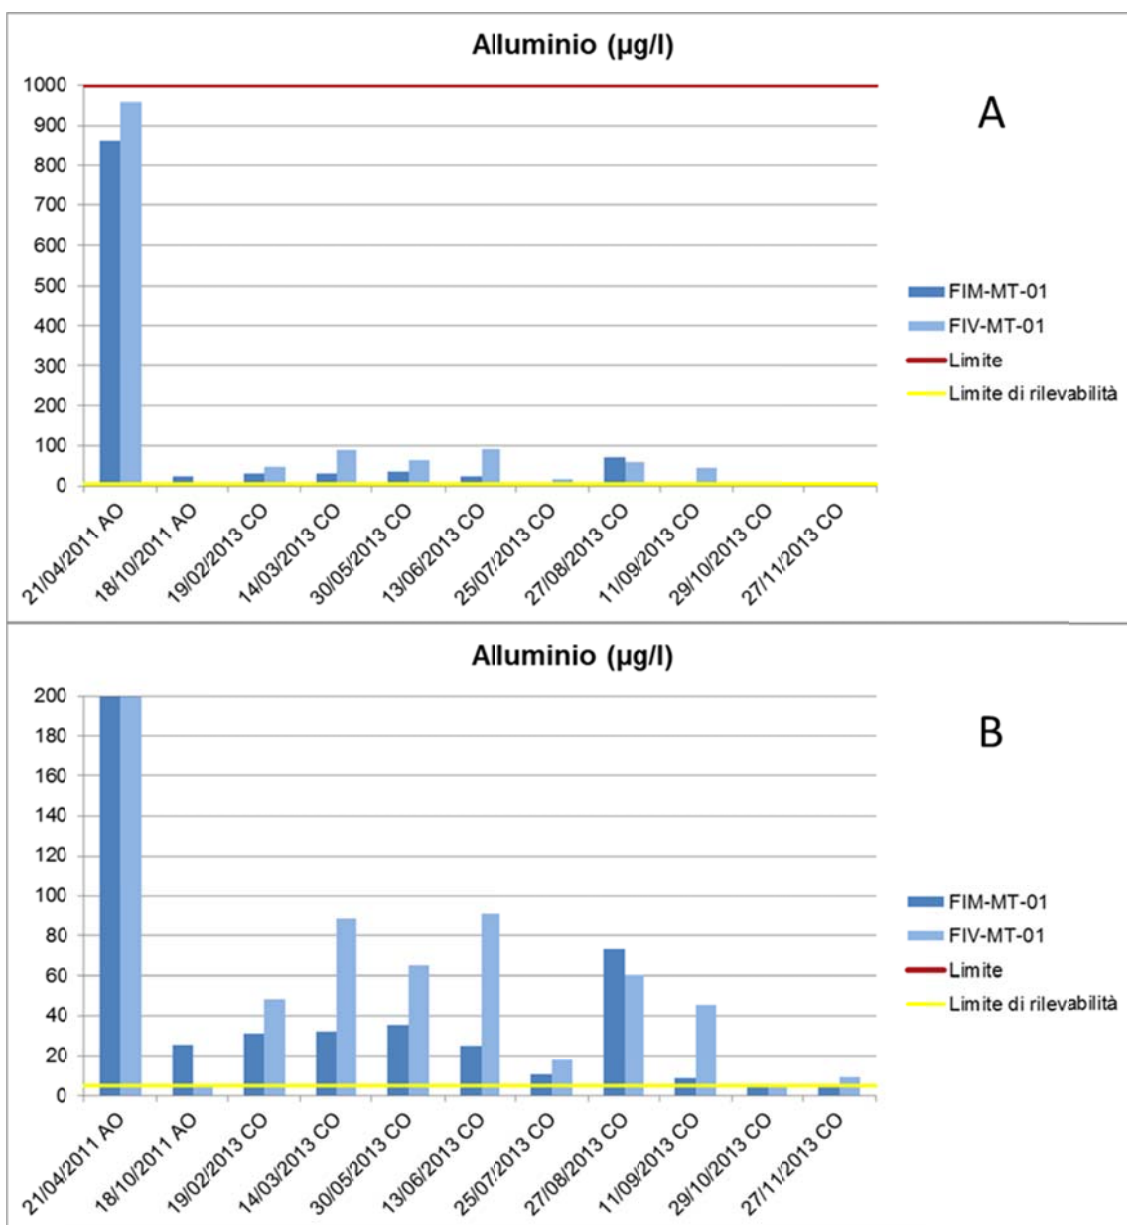 Alluminio (µg/l)
A
1000
900
800
700
600
500
400
300
200
100
0
FIM-MT-01
FIV-MT-01
Limite
Limite di rilevabilità
21/04/2011 AO
18/10/2011 AO
19/02/2013 CO
14/03/2013 CO
30/05/2013 CO
13/06/2013 CO
25/07/2013 CO
27/08/2013 CO
11/09/2013 CO
29/10/2013 CO
27/11/2013 CO
Alluminio (µg/l)
B
200
180
160
140
120
100
80
60
40
20
0
FIM-MT-01
FIV-MT-01
Limite
Limite di rilevabilità
21/04/2011 AO
18/10/2011 AO
19/02/2013 CO
14/03/2013 CO
30/05/2013 CO
13/06/2013 CO
25/07/2013 CO
27/08/2013 CO
11/09/2013 CO
29/10/2013 CO
27/11/2013 CO